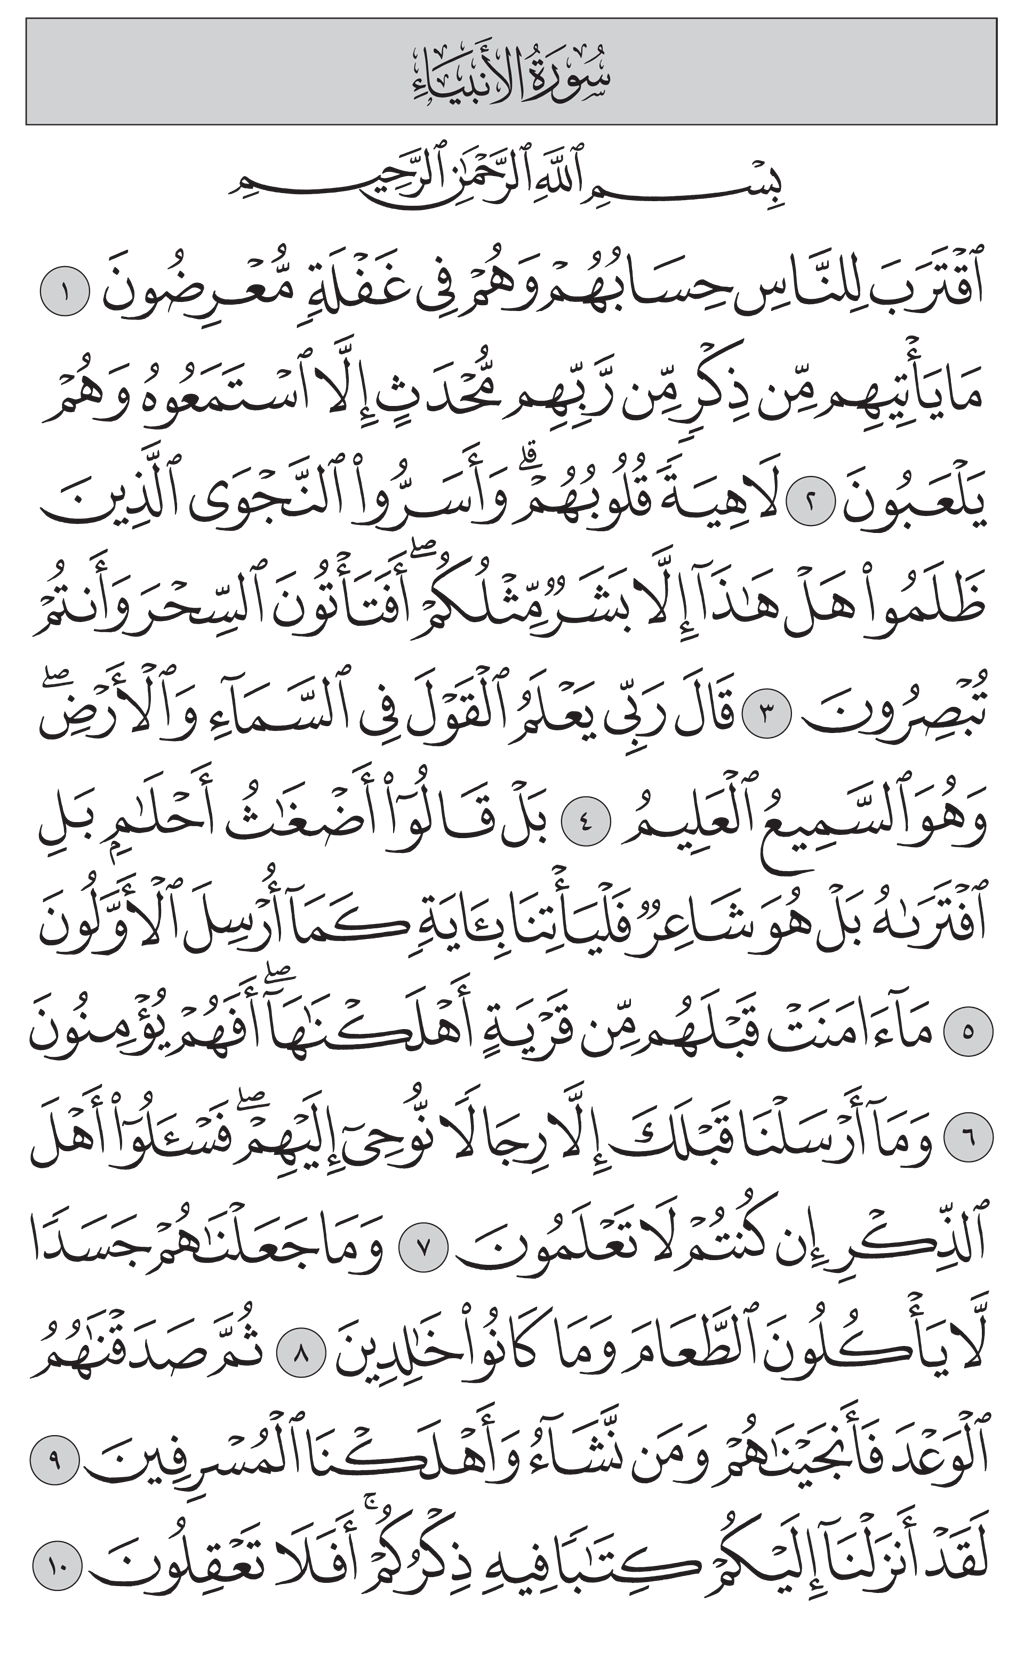 سُورَةُ الأَنبِيَاءِ
بِسْمِ ٱللَّهِ ٱلرَّحْمَٰنِ ٱلرَّحِيمِ
ٱقْتَرَبَ لِلنَّاسِ حِسَابُهُمْ وَهُمْ فِى غَفْلَةٍ مُّعْرِضُونَ ١
مَا يَأْتِيهِم مِّن ذِكْرٍ مِّن رَّبِّهِم مُّحْدَثٍ إِلَّا ٱسْتَمَعُوهُ وَهُمْ
يَلْعَبُونَ ٢ لَاهِيَةً قُلُوبُهُمْ ۗ وَأَسَرُّوا۟ ٱلنَّجْوَى ٱلَّذِينَ
ظَلَمُوا۟ هَلْ هَٰذَآ إِلَّا بَشَرٌ مِّثْلُكُمْ ۖ أَفَتَأْتُونَ ٱلسِّحْرَ وَأَنتُمْ
تُبْصِرُونَ ٣ قَالَ رَبِّى يَعْلَمُ ٱلْقَوْلَ فِى ٱلسَّمَآءِ وَٱلْأَرْضِ ۖ
وَهُوَ ٱلسَّمِيعُ ٱلْعَلِيمُ ٤ بَلْ قَالُوٓا۟ أَضْغَٰثُ أَحْلَٰمٍ بَلِ
ٱفْتَرَىٰهُ بَلْ هُوَ شَاعِرٌ فَلْيَأْتِنَا بِـَٔايَةٍ كَمَآ أُرْسِلَ ٱلْأَوَّلُونَ
٥ مَآ ءَامَنَتْ قَبْلَهُم مِّن قَرْيَةٍ أَهْلَكْنَٰهَآ ۖ أَفَهُمْ يُؤْمِنُونَ
٦ وَمَآ أَرْسَلْنَا قَبْلَكَ إِلَّا رِجَالًا نُّوحِىٓ إِلَيْهِمْ ۖ فَسْـَٔلُوٓا۟ أَهْلَ
ٱلذِّكْرِ إِن كُنتُمْ لَا تَعْلَمُونَ ٧ وَمَا جَعَلْنَٰهُمْ جَسَدًا
لَّا يَأْكُلُونَ ٱلطَّعَامَ وَمَا كَانُوا۟ خَٰلِدِينَ ٨ ثُمَّ صَدَقْنَٰهُمُ
ٱلْوَعْدَ فَأَنجَيْنَٰهُمْ وَمَن نَّشَآءُ وَأَهْلَكْنَا ٱلْمُسْرِفِينَ ٩
لَقَدْ أَنزَلْنَآ إِلَيْكُمْ كِتَٰبًا فِيهِ ذِكْرُكُمْ ۚ أَفَلَا تَعْقِلُونَ ١٠